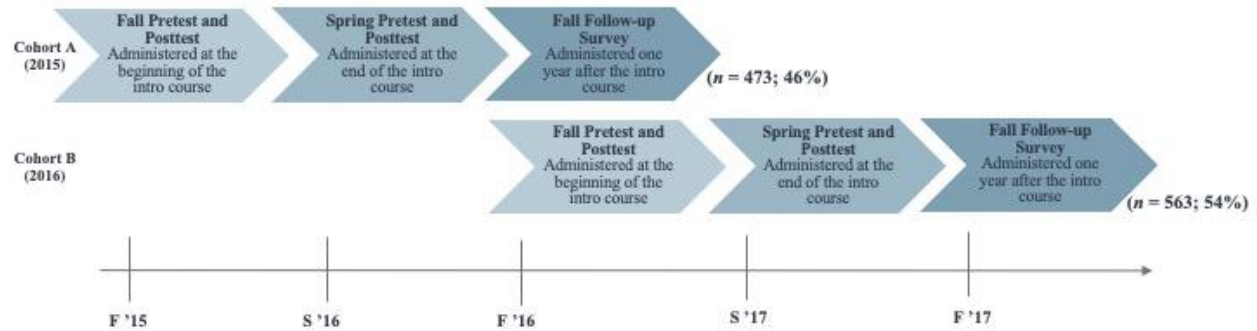 Cohort A
(2015)
Fall Pretest and
Posttest
Administered at the
beginning of the
intro course
Spring Pretest and
Posttest
Administered at the
end of the intro
course
Fall Follow-up
Survey
Administered one
year after the intro
course
(n = 473; 46%)
Cohort B
(2016)
Fall Pretest and
Posttest
Administered at the
beginning of the
intro course
Spring Pretest and
Posttest
Administered at the
end of the intro
course
Fall Follow-up
Survey
Administered one
year after the intro
course
(n = 563; 54%)
F ’15
S ’16
F ’16
S ’17
F ’17